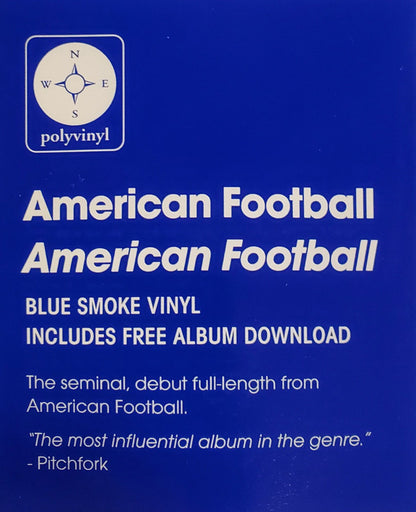 N
W E
S
polyvinyl
American Football
American Football
BLUE SMOKE VINYL
INCLUDES FREE ALBUM DOWNLOAD
The seminal, debut full-length from
American Football.
"The most influential album in the genre."
- Pitchfork